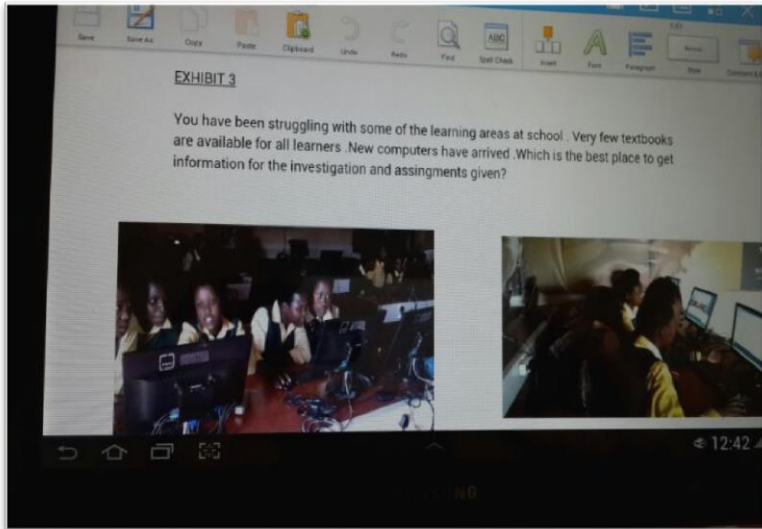 Save
Save As
Copy
Paste
Clipboard
Undo
Redo
Find
ABC
Spell Check
Insert
A
Font
Paragraph
Edit
Style
EXHIBIT 3
You have been struggling with some of the learning areas at school . Very few textbooks
are available for all learners .New computers have arrived .Which is the best place to get
information for the investigation and assingments given?
12:42